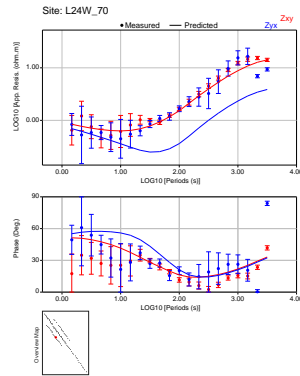 Site: L24W_70
Measured Predicted
Zyx Zxy
LOG10 [App. Resis. (ohm.m)]
1.00
0.00
0.00 1.00 2.00 3.00 4.00
LOG10 [Periods (s)]
Phase (Deg.)
90
60
30
0
0.00 1.00 2.00 3.00 4.00
LOG10 [Periods (s)]
Overview Map